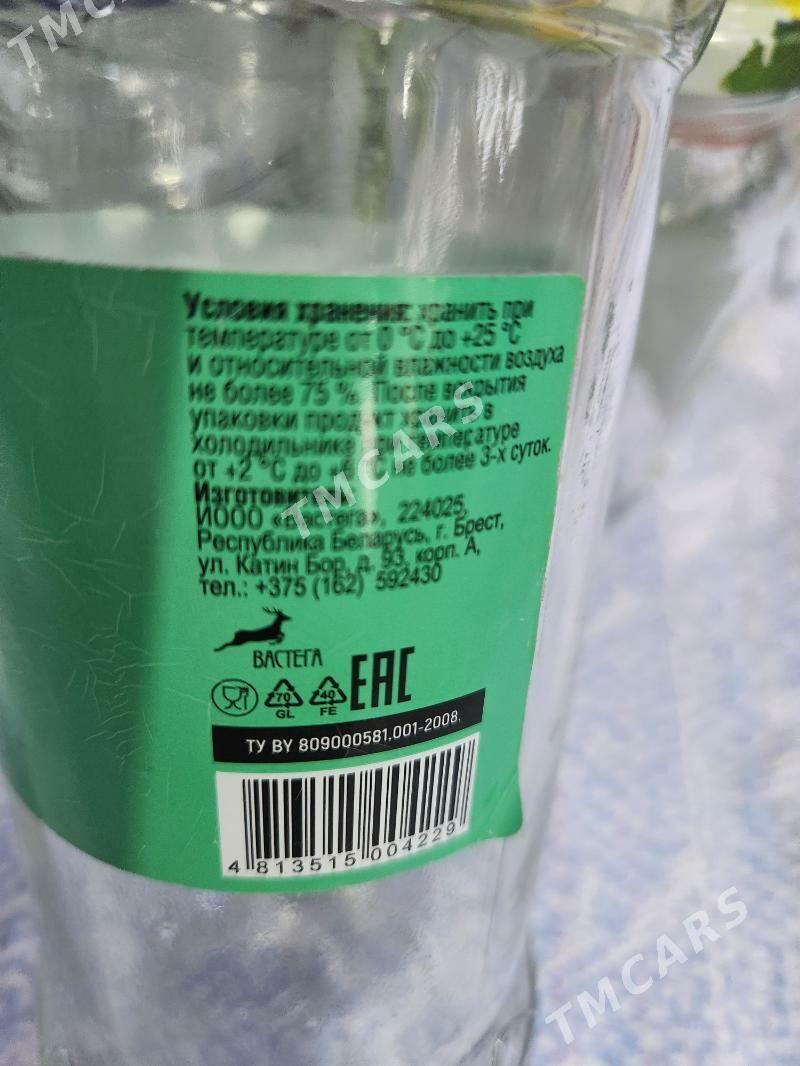 TMCARS
Условия хранения: хранить при
температуре от 0 °C до +25 °C
и относительной влажности воздуха
не более 75 %. После вскрытия
упаковки продукт хранить в
холодильнике при температуре
от +2 °C до +6 °C не более 3-х суток.
Изготовитель:
ИООО «Вастега», 224025,
Республика Беларусь, г. Брест,
ул. Катин Бор, д. 93, корп. А,
тел.: +375 (162) 592430
ВАСТЕГА
EAC
70
GL
40
FE
ТУ BY 809000581.001-2008.
4 813515 004229
TMCARS
TMCARS